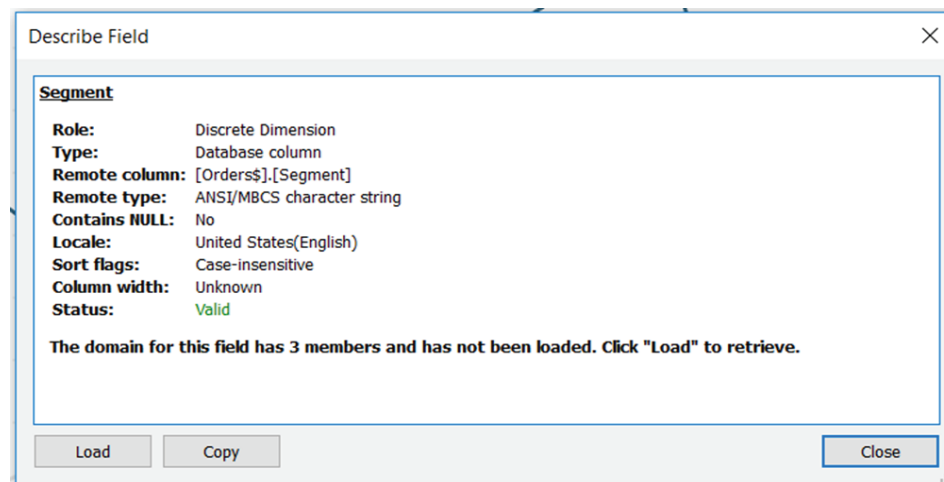 Describe Field
Segment
Role: Discrete Dimension
Type: Database column
Remote column: [Orders$].[Segment]
Remote type: ANSI/MBCS character string
Contains NULL: No
Locale: United States(English)
Sort flags: Case-insensitive
Column width: Unknown
Status: Valid
The domain for this field has 3 members and has not been loaded. Click "Load" to retrieve.
Load Copy Close